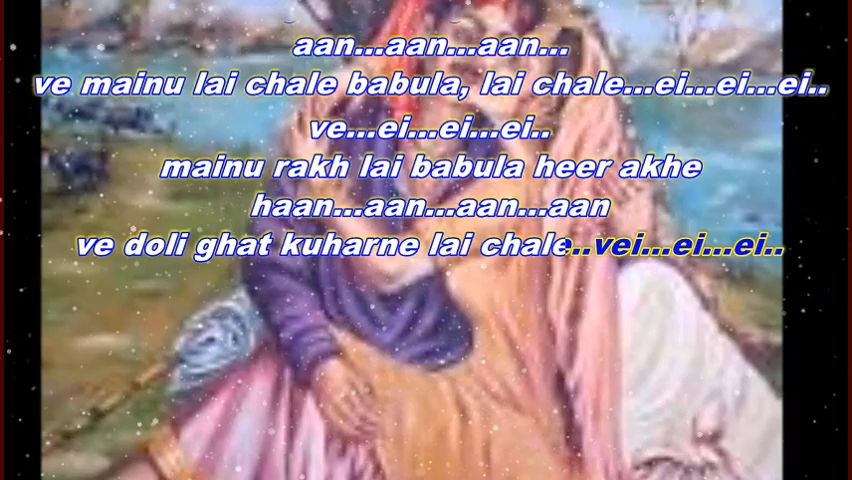 aan...aan...aan...
ve mainu lai chale babula, lai chale...ei...ei...ei..
ve...ei...ei...ei..
mainu rakh lai babula heer akhe
haan...aan...aan...aan
ve doli ghat kuharne lai chale..vei...ei...ei..